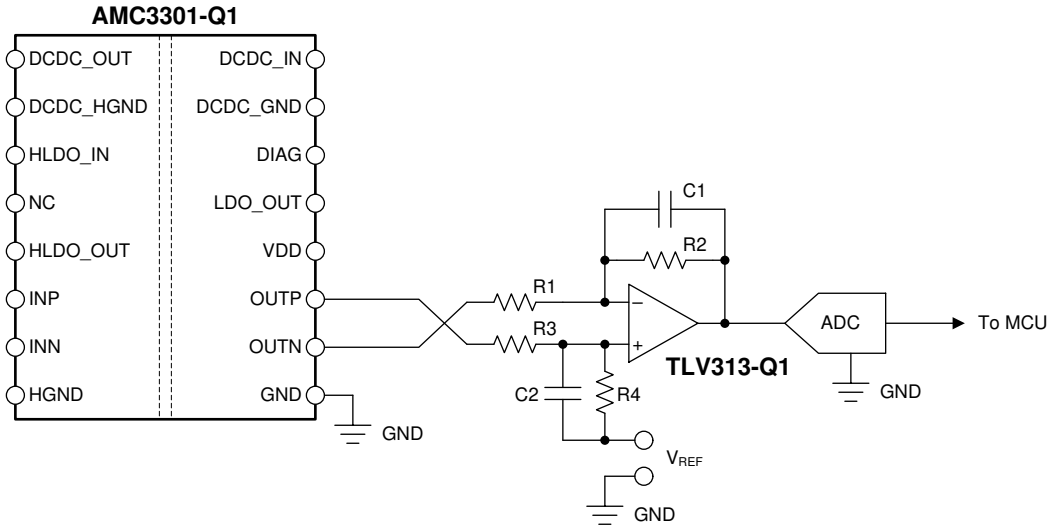 AMC3301-Q1
DCDC_OUT DCDC_IN
DCDC_HGND DCDC_GND
HLDO_IN DIAG
NC LDO_OUT
HLDO_OUT VDD
INP OUTP
INN OUTN
HGND GND
GND
C1
R2
R1
R3
C2
R4
TLV313-Q1
VREF
GND
ADC
GND
To MCU